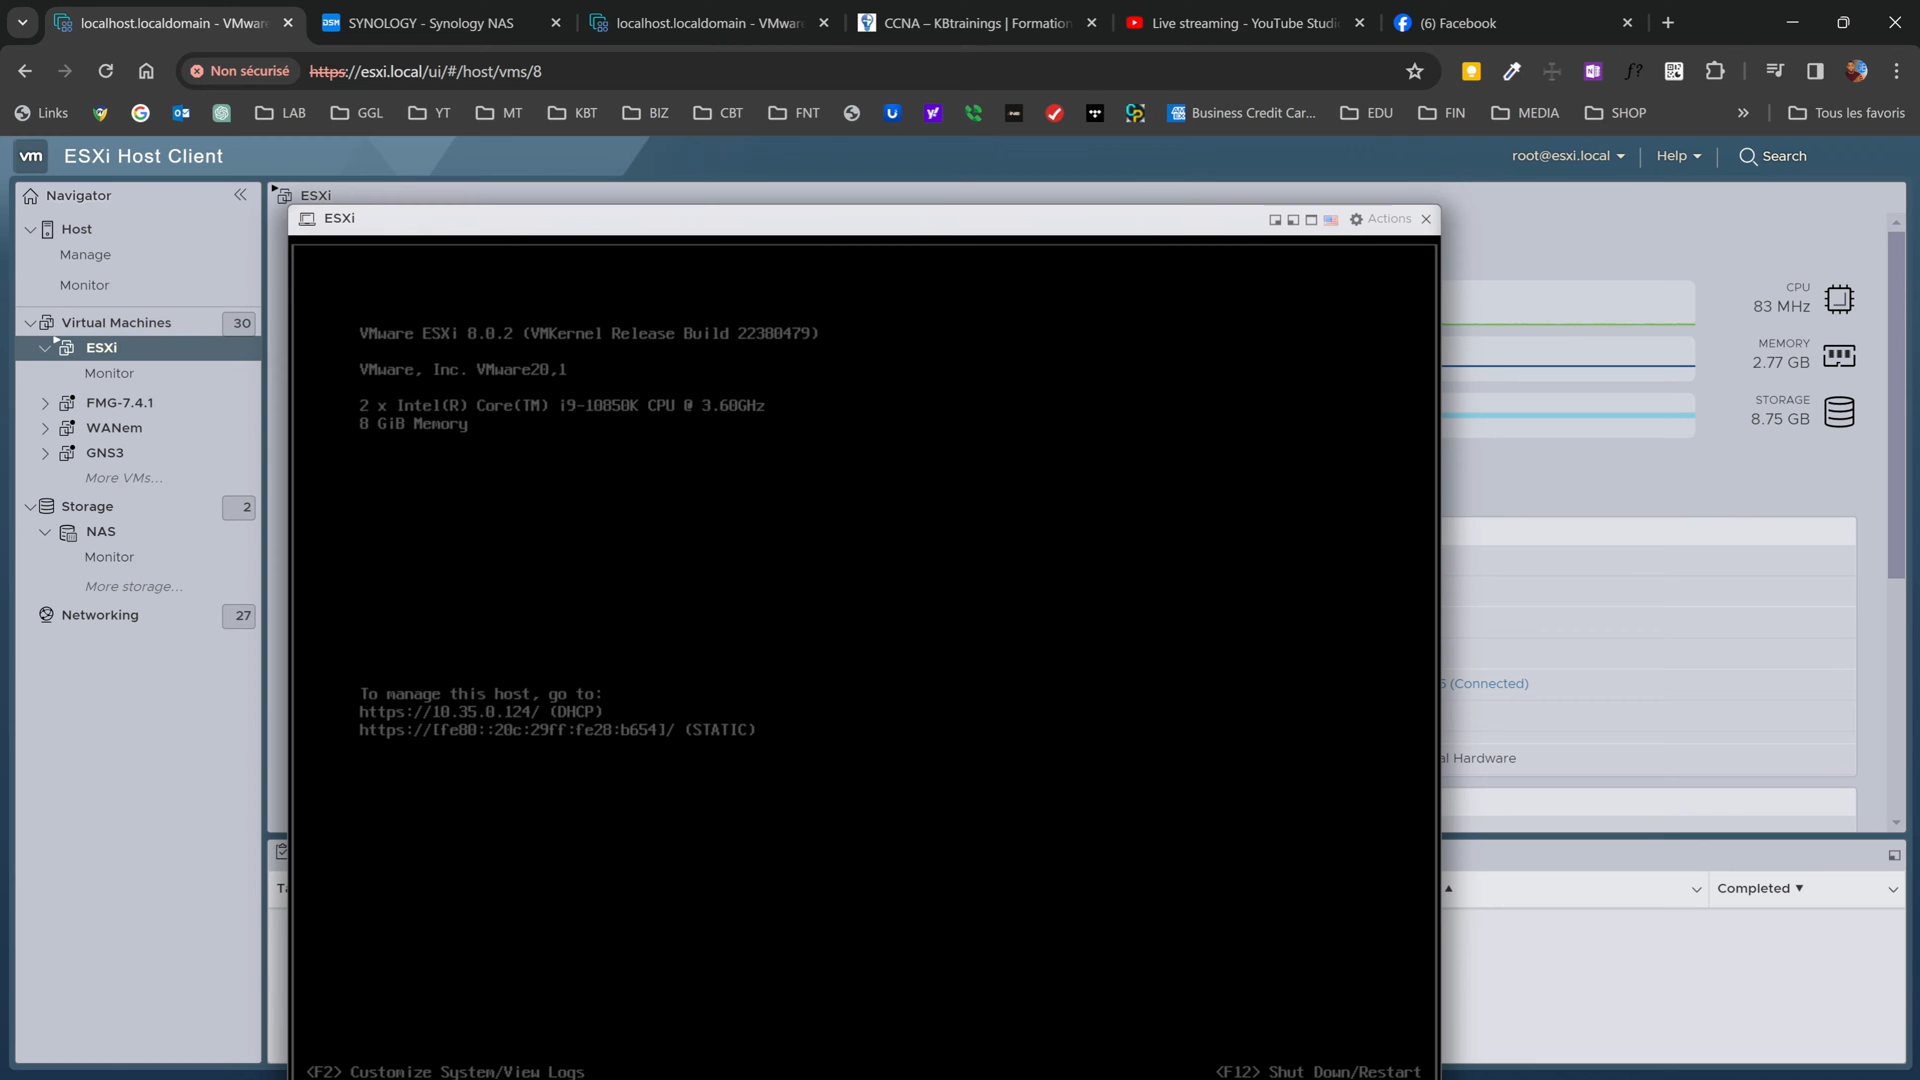 localhost.localdomain - VMwar
SYNOLOGY - Synology NAS
localhost.localdomain - VMwar
CCNA – KBtrainings | Formation
Live streaming - YouTube Studi
(6) Facebook
Non sécurisé
https://esxi.local/ui/#/host/vms/8
Links
LAB
GGL
YT
MT
KBT
BIZ
CBT
FNT
Business Credit Car...
EDU
FIN
MEDIA
SHOP
Tous les favoris
vm
ESXi Host Client
root@esxi.local
Help
Search
Navigator
ESXi
Host
Manage
Monitor
Virtual Machines 30
ESXi
Monitor
FMG-7.4.1
WANem
GNS3
More VMs...
Storage 2
NAS
Monitor
More storage...
Networking 27
ESXi
Actions
VMware ESXi 8.0.2 (VMKernel Release Build 22380479)
VMware, Inc. VMware20,1
2 x Intel(R) Core(TM) i9-10850K CPU @ 3.60GHz
8 GiB Memory
To manage this host, go to:
https://10.35.0.124/ (DHCP)
https://[fe80::20c:29ff:fe28:b654]/ (STATIC)
<F2> Customize System/View Logs
<F12> Shut Down/Restart
CPU
83 MHz
MEMORY
2.77 GB
STORAGE
8.75 GB
(Connected)
al Hardware
Ta
Completed ▼